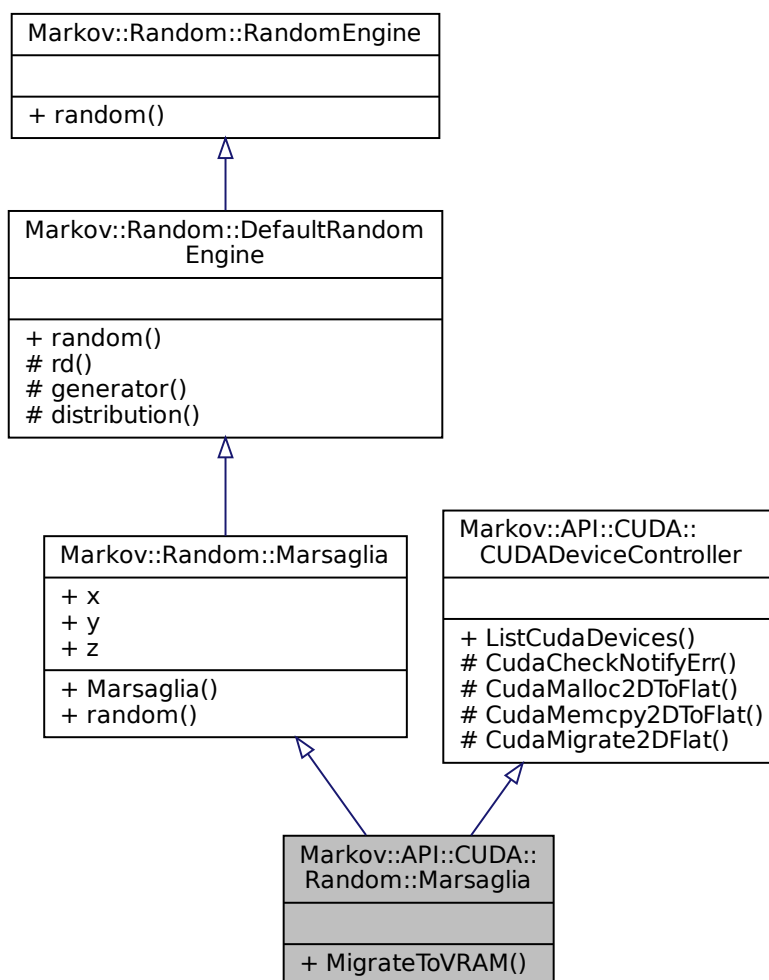 Markov::Random::RandomEngine
+ random()
Markov::Random::DefaultRandom
Engine
+ random()
# rd()
# generator()
# distribution()
Markov::Random::Marsaglia
+ x
+ y
+ z
+ Marsaglia()
+ random()
Markov::API::CUDA::
CUDADeviceController
+ ListCudaDevices()
# CudaCheckNotifyErr()
# CudaMalloc2DToFlat()
# CudaMemcpy2DToFlat()
# CudaMigrate2DFlat()
Markov::API::CUDA::
Random::Marsaglia
+ MigrateToVRAM()